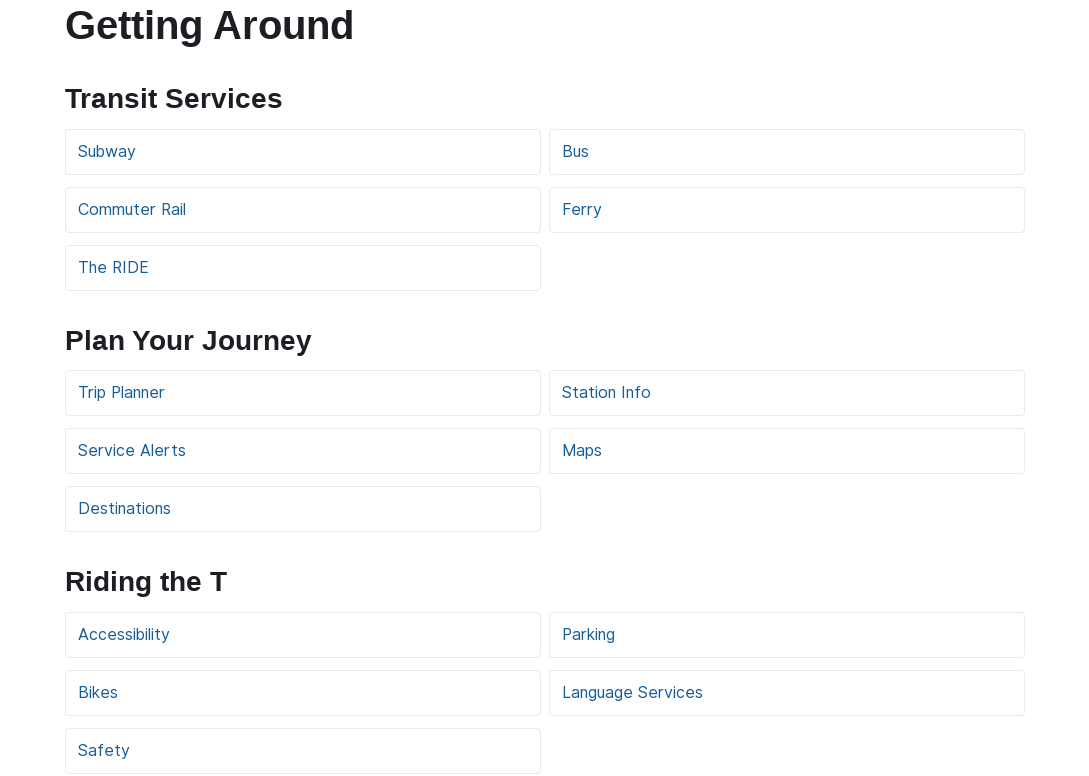 Getting Around
Transit Services
Subway
Bus
Commuter Rail
Ferry
The RIDE
Plan Your Journey
Trip Planner
Station Info
Service Alerts
Maps
Destinations
Riding the T
Accessibility
Parking
Bikes
Language Services
Safety